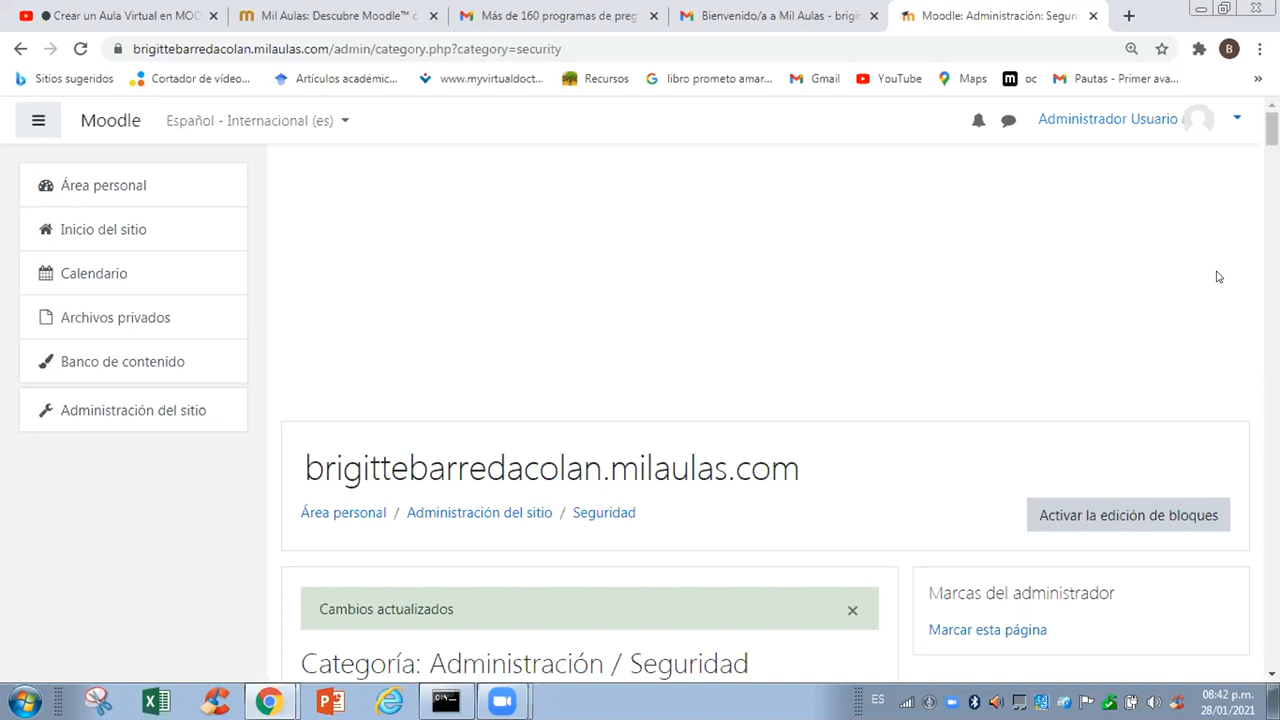 Crear un Aula Virtual en MOO
Mil Aulas: Descubre Moodle™ c
Más de 160 programas de preg
Bienvenido/a a Mil Aulas - brigit
Moodle: Administración: Seguri
brigittebarredacolan.milaulas.com/admin/category.php?category=security
B
Sitios sugeridos
Cortador de vídeo...
Artículos académic...
www.myvirtualdoct...
Recursos
libro prometo amar...
Gmail
YouTube
Maps
oc
Pautas - Primer ava...
Moodle
Español - Internacional (es)
Administrador Usuario
Área personal
Inicio del sitio
Calendario
Archivos privados
Banco de contenido
Administración del sitio
brigittebarredacolan.milaulas.com
Área personal / Administración del sitio / Seguridad
Activar la edición de bloques
Cambios actualizados
Marcas del administrador
Marcar esta página
Categoría: Administración / Seguridad
ES
08:42 p.m.
28/01/2021